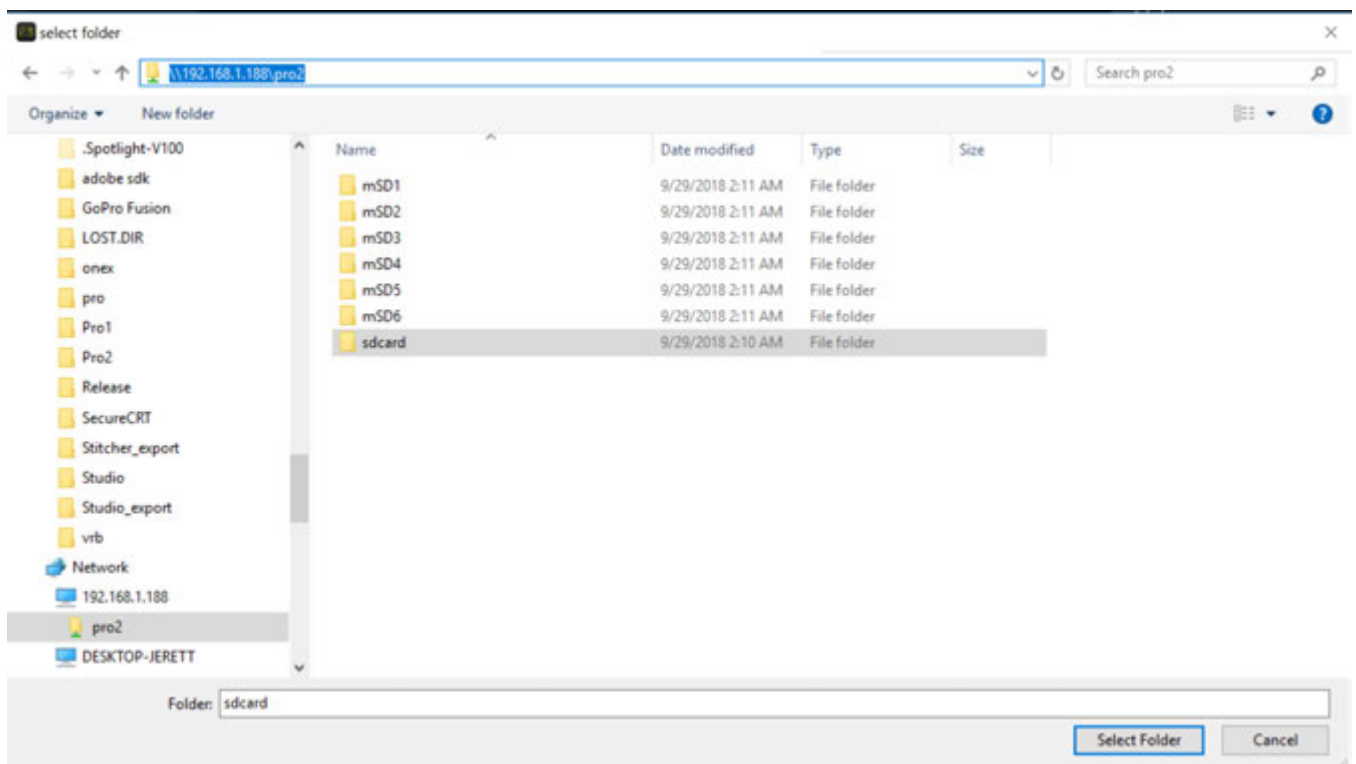 select folder
\\192.168.1.188\pro2
Search pro2
Organize
New folder
.Spotlight-V100
adobe sdk
GoPro Fusion
LOST.DIR
onex
pro
Pro1
Pro2
Release
SecureCRT
Stitcher_export
Studio
Studio_export
vrb
Network
192.168.1.188
pro2
DESKTOP-JERETT
Name Date modified Type Size
mSD1 9/29/2018 2:11 AM File folder
mSD2 9/29/2018 2:11 AM File folder
mSD3 9/29/2018 2:11 AM File folder
mSD4 9/29/2018 2:11 AM File folder
mSD5 9/29/2018 2:11 AM File folder
mSD6 9/29/2018 2:11 AM File folder
sdcard 9/29/2018 2:10 AM File folder
Folder: sdcard
Select Folder Cancel